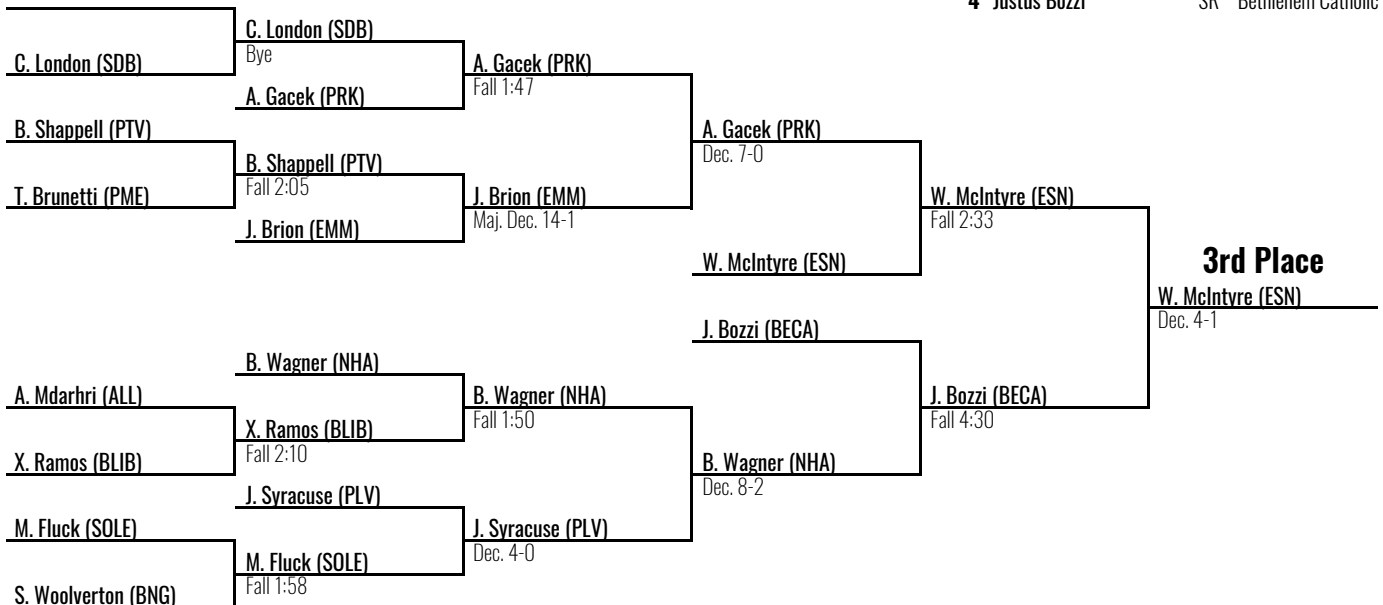 4 Justus Bozzi SR Bethlehem Catholic
C. London (SDB)
C. London (SDB)
Bye
A. Gacek (PRK)
A. Gacek (PRK)
Fall 1:47
B. Shappell (PTV)
T. Brunetti (PME)
B. Shappell (PTV)
Fall 2:05
J. Brion (EMM)
J. Brion (EMM)
Maj. Dec. 14-1
A. Gacek (PRK)
Dec. 7-0
W. McIntyre (ESN)
W. McIntyre (ESN)
Fall 2:33
3rd Place
W. McIntyre (ESN)
Dec. 4-1
J. Bozzi (BECA)
J. Bozzi (BECA)
Fall 4:30
B. Wagner (NHA)
A. Mdarhri (ALL)
X. Ramos (BLIB)
X. Ramos (BLIB)
Fall 2:10
B. Wagner (NHA)
Fall 1:50
B. Wagner (NHA)
Dec. 8-2
J. Syracuse (PLV)
M. Fluck (SOLE)
S. Woolverton (BNG)
M. Fluck (SOLE)
Fall 1:58
J. Syracuse (PLV)
Dec. 4-0